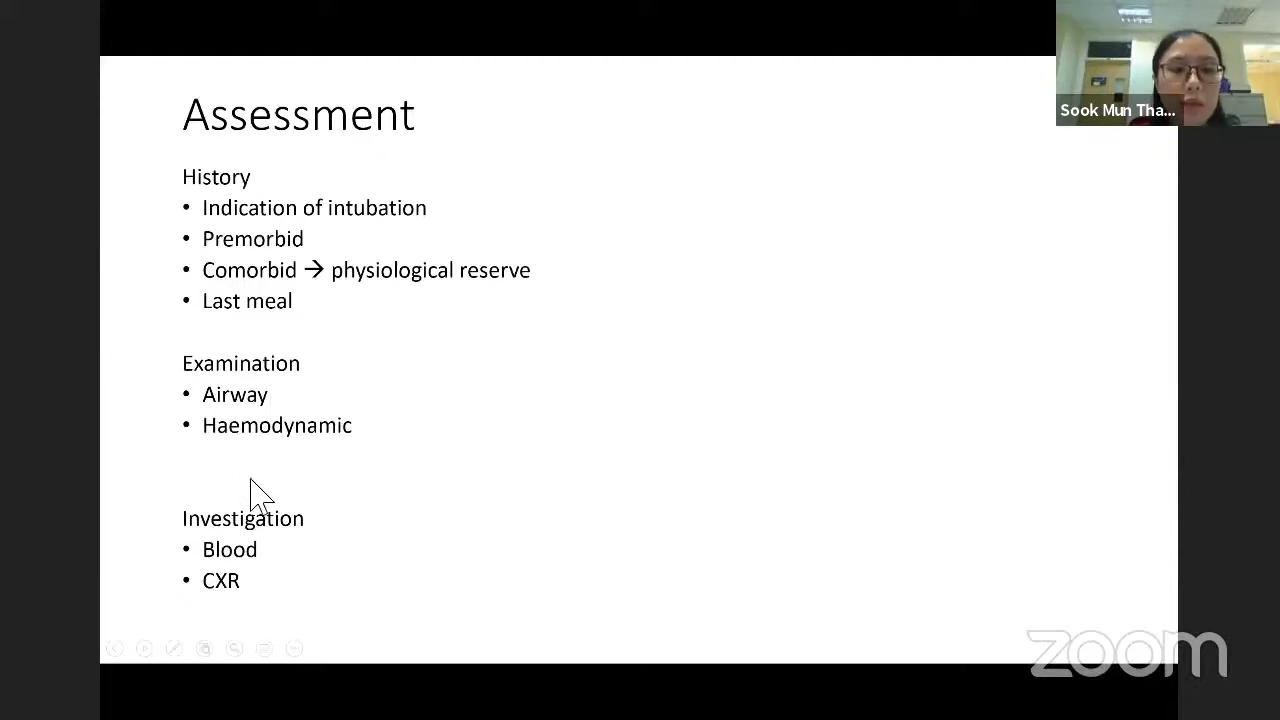 Assessment
Sook Mun Tha...
History
• Indication of intubation
• Premorbid
• Comorbid → physiological reserve
• Last meal
Examination
• Airway
• Haemodynamic
Investigation
• Blood
• CXR
zoom